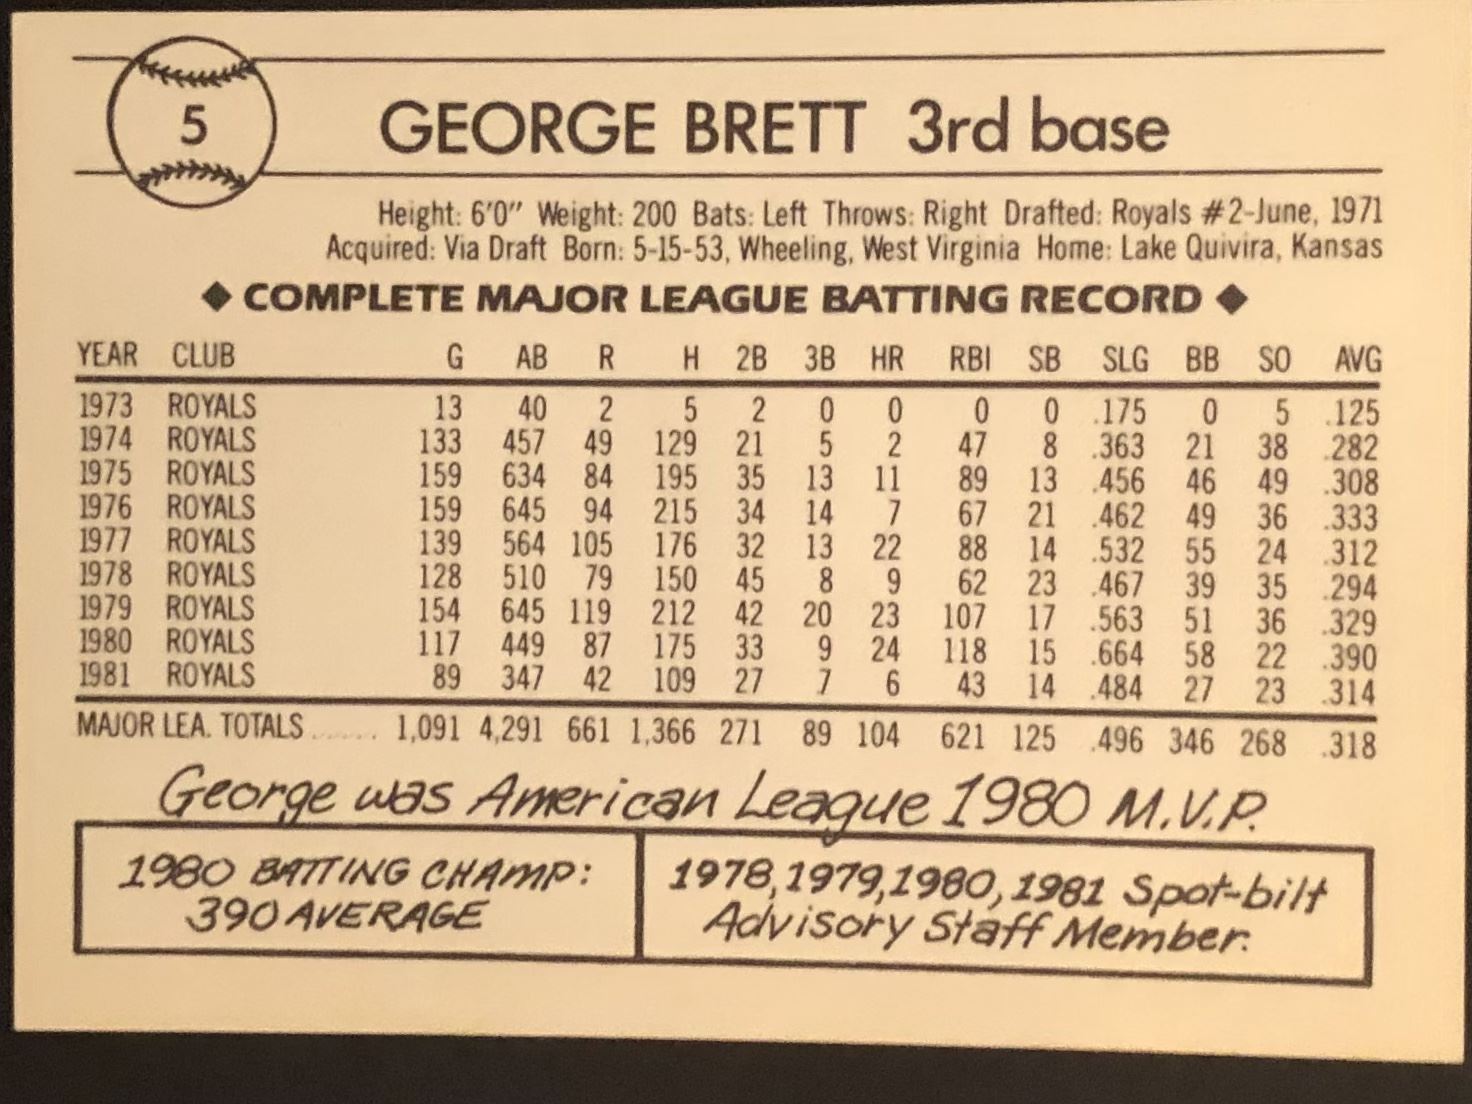 5
GEORGE BRETT 3rd base
Height: 6'0" Weight: 200 Bats: Left Throws: Right Drafted: Royals #2-June, 1971
Acquired: Via Draft Born: 5-15-53, Wheeling, West Virginia Home: Lake Quivira, Kansas
◆ COMPLETE MAJOR LEAGUE BATTING RECORD ◆
YEAR CLUB G AB R H 2B 3B HR RBI SB SLG BB SO AVG
1973 ROYALS 13 40 2 5 2 0 0 0 0 .175 0 5 .125
1974 ROYALS 133 457 49 129 21 5 2 47 8 .363 21 38 .282
1975 ROYALS 159 634 84 195 35 13 11 89 13 .456 46 49 .308
1976 ROYALS 159 645 94 215 34 14 7 67 21 .462 49 36 .333
1977 ROYALS 139 564 105 176 32 13 22 88 14 .532 55 24 .312
1978 ROYALS 128 510 79 150 45 8 9 62 23 .467 39 35 .294
1979 ROYALS 154 645 119 212 42 20 23 107 17 .563 51 36 .329
1980 ROYALS 117 449 87 175 33 9 24 118 15 .664 58 22 .390
1981 ROYALS 89 347 42 109 27 7 6 43 14 .484 27 23 .314
MAJOR LEA. TOTALS ...... 1,091 4,291 661 1,366 271 89 104 621 125 .496 346 268 .318
George was American League 1980 M.V.P.
1980 BATTING CHAMP:
.390 AVERAGE
1978, 1979, 1980, 1981 Spot-bilt
Advisory Staff Member.